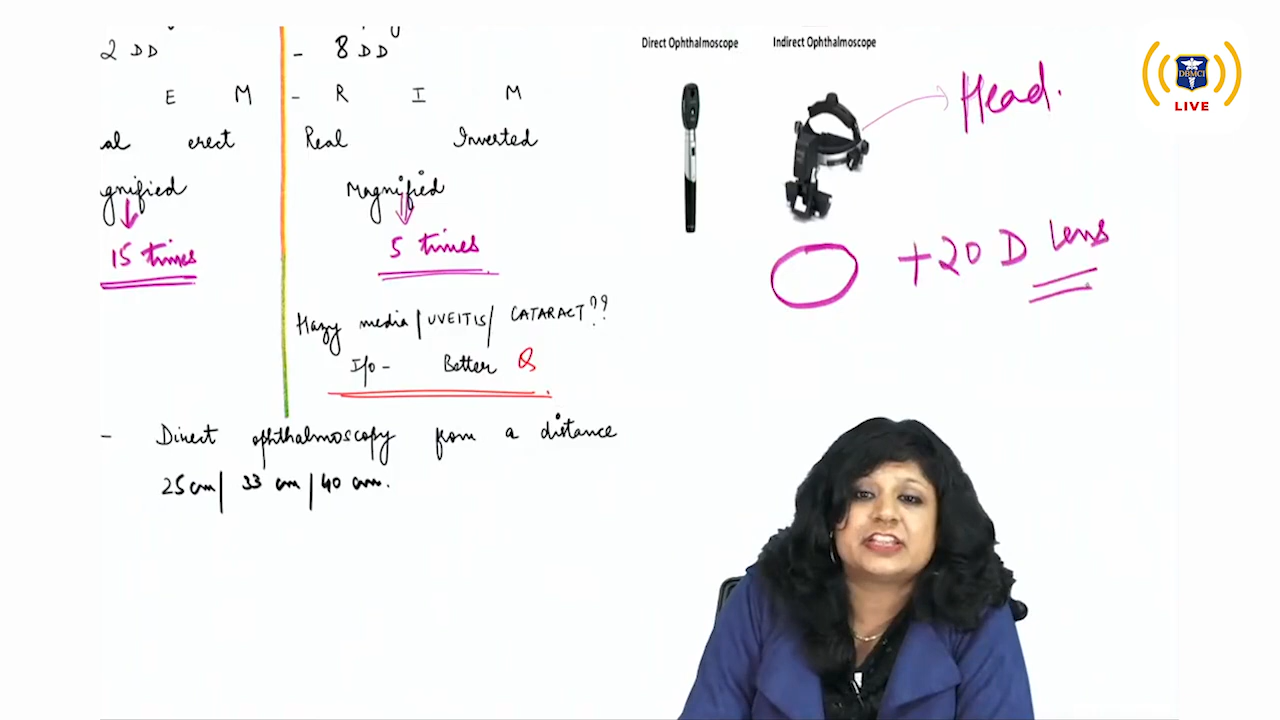 2 DD - 8 DD
E M - R I M
al erect Real Inverted
gnified Magnified
15 times 5 times
Hazy media / UVEITIS / CATARACT??
I/o - Better Q
- Direct ophthalmoscopy from a distance
25 cm / 33 cm / 40 cm.
Direct Ophthalmoscope Indirect Ophthalmoscope
Head.
+20 D lens
DBMCI
LIVE